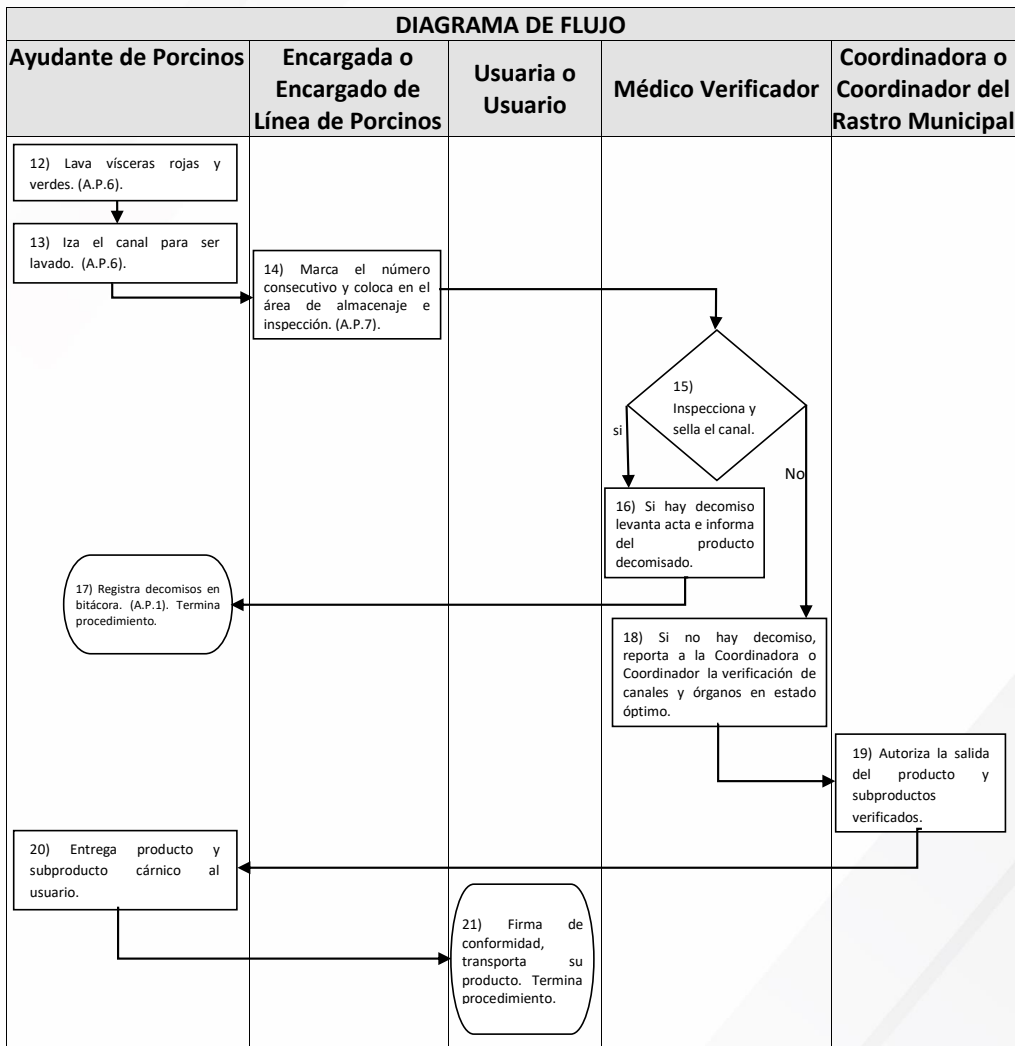 DIAGRAMA DE FLUJO
Ayudante de Porcinos
Encargada o
Encargado de
Línea de Porcinos
Usuaria o
Usuario
Médico Verificador
Coordinadora o
Coordinador del
Rastro Municipal
12) Lava vísceras rojas y
verdes. (A.P.6).
13) Iza el canal para ser
lavado. (A.P.6).
14) Marca el número
consecutivo y coloca en el
área de almacenaje e
inspección. (A.P.7).
15)
Inspecciona y
sella el canal.
si
No
16) Si hay decomiso
levanta acta e informa
del producto
decomisado.
17) Registra decomisos en
bitácora. (A.P.1). Termina
procedimiento.
18) Si no hay decomiso,
reporta a la Coordinadora o
Coordinador la verificación de
canales y órganos en estado
óptimo.
19) Autoriza la salida
del producto y
subproductos
verificados.
20) Entrega producto y
subproducto cárnico al
usuario.
21) Firma de
conformidad,
transporta su
producto. Termina
procedimiento.